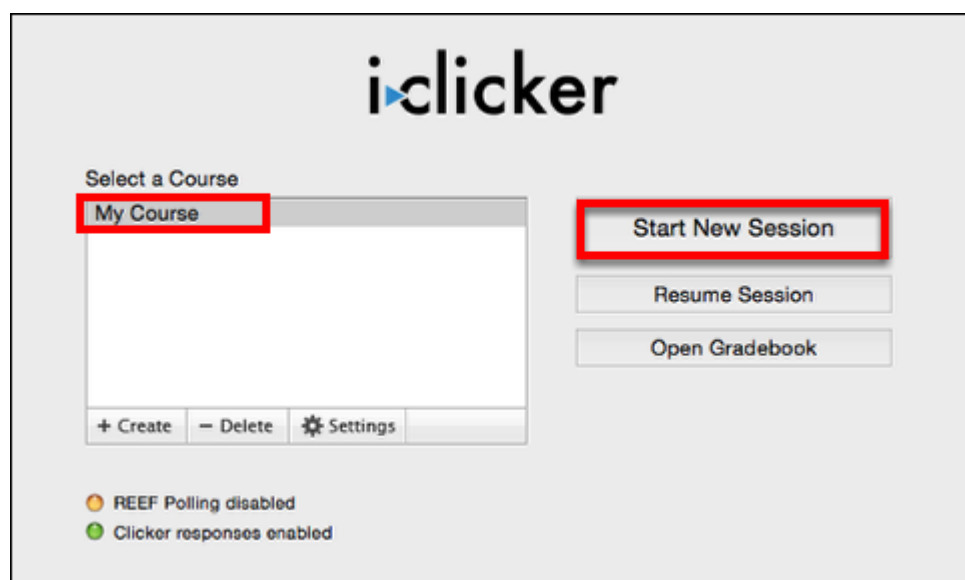 i▸clicker
Select a Course
My Course
Start New Session
Resume Session
Open Gradebook
+ Create
− Delete
Settings
REEF Polling disabled
Clicker responses enabled